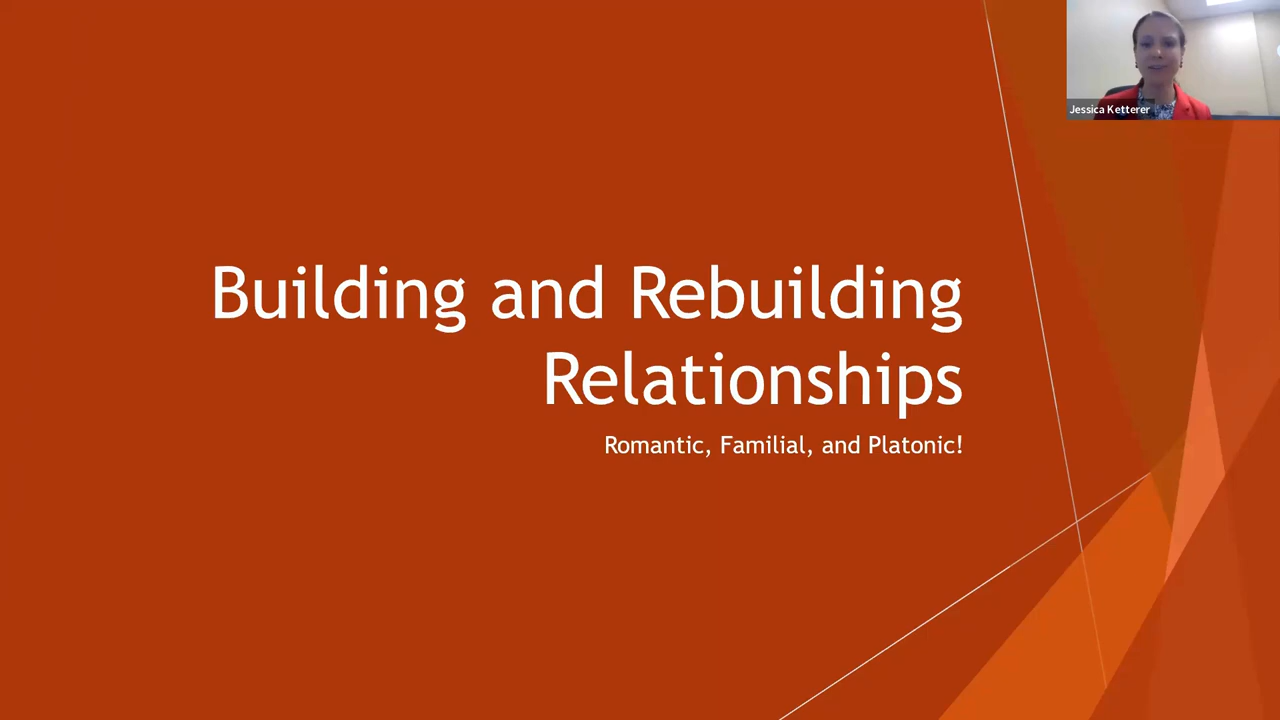 Jessica Ketterer
Building and Rebuilding
Relationships
Romantic, Familial, and Platonic!